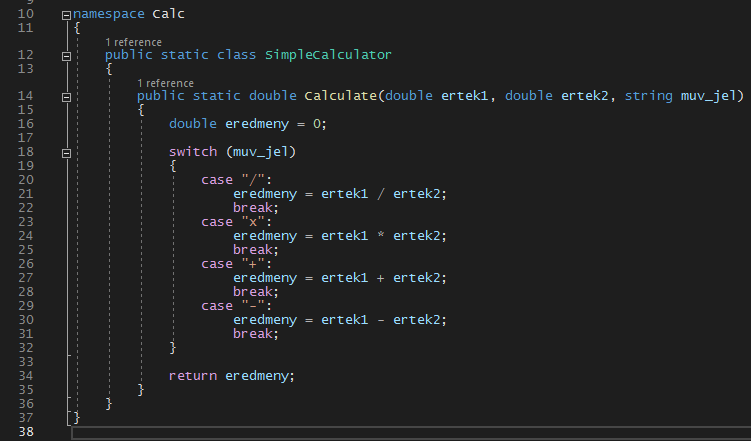 9
10 namespace Calc
11 {
1 reference
12 public static class SimpleCalculator
13 {
1 reference
14 public static double Calculate(double ertek1, double ertek2, string muv_jel)
15 {
16 double eredmeny = 0;
17
18 switch (muv_jel)
19 {
20 case "/":
21 eredmeny = ertek1 / ertek2;
22 break;
23 case "x":
24 eredmeny = ertek1 * ertek2;
25 break;
26 case "+":
27 eredmeny = ertek1 + ertek2;
28 break;
29 case "-":
30 eredmeny = ertek1 - ertek2;
31 break;
32 }
33
34 return eredmeny;
35 }
36 }
37 }
38